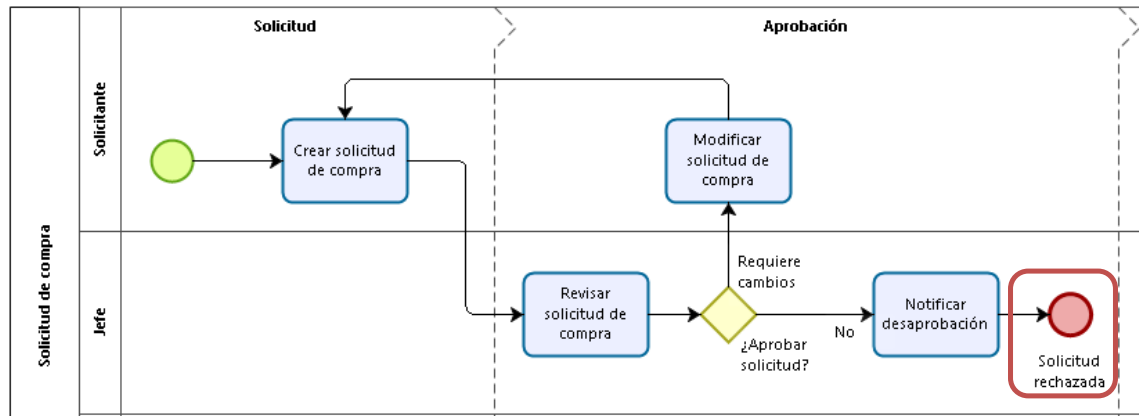 Solicitud
Aprobación
Solicitud de compra
Solicitante
Crear solicitud
de compra
Modificar
solicitud de
compra
Jefe
Revisar
solicitud de
compra
Requiere
cambios
¿Aprobar
solicitud?
No
Notificar
desaprobación
Solicitud
rechazada